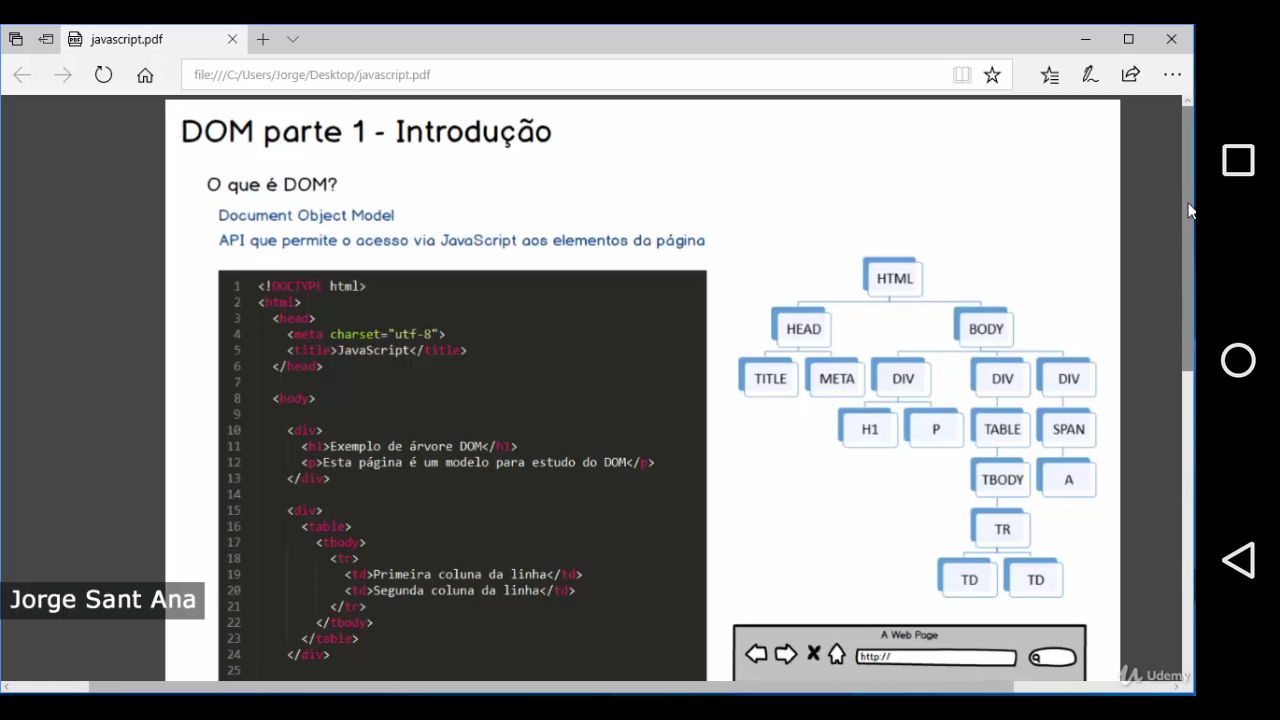 javascript.pdf
file:///C:/Users/Jorge/Desktop/javascript.pdf
DOM parte 1 - Introdução
O que é DOM?
Document Object Model
API que permite o acesso via JavaScript aos elementos da página
1 <!DOCTYPE html>
2 <html>
3 <head>
4 <meta charset="utf-8">
5 <title>JavaScript</title>
6 </head>
7
8 <body>
9
10 <div>
11 <h1>Exemplo de árvore DOM</h1>
12 <p>Esta página é um modelo para estudo do DOM</p>
13 </div>
14
15 <div>
16 <table>
17 <tbody>
18 <tr>
19 <td>Primeira coluna da linha</td>
20 <td>Segunda coluna da linha</td>
21 </tr>
22 </tbody>
23 </table>
24 </div>
25
HTML
HEAD BODY
TITLE META DIV DIV DIV
H1 P TABLE SPAN
TBODY A
TR
TD TD
A Web Page
http://
Jorge Sant Ana
Udemy